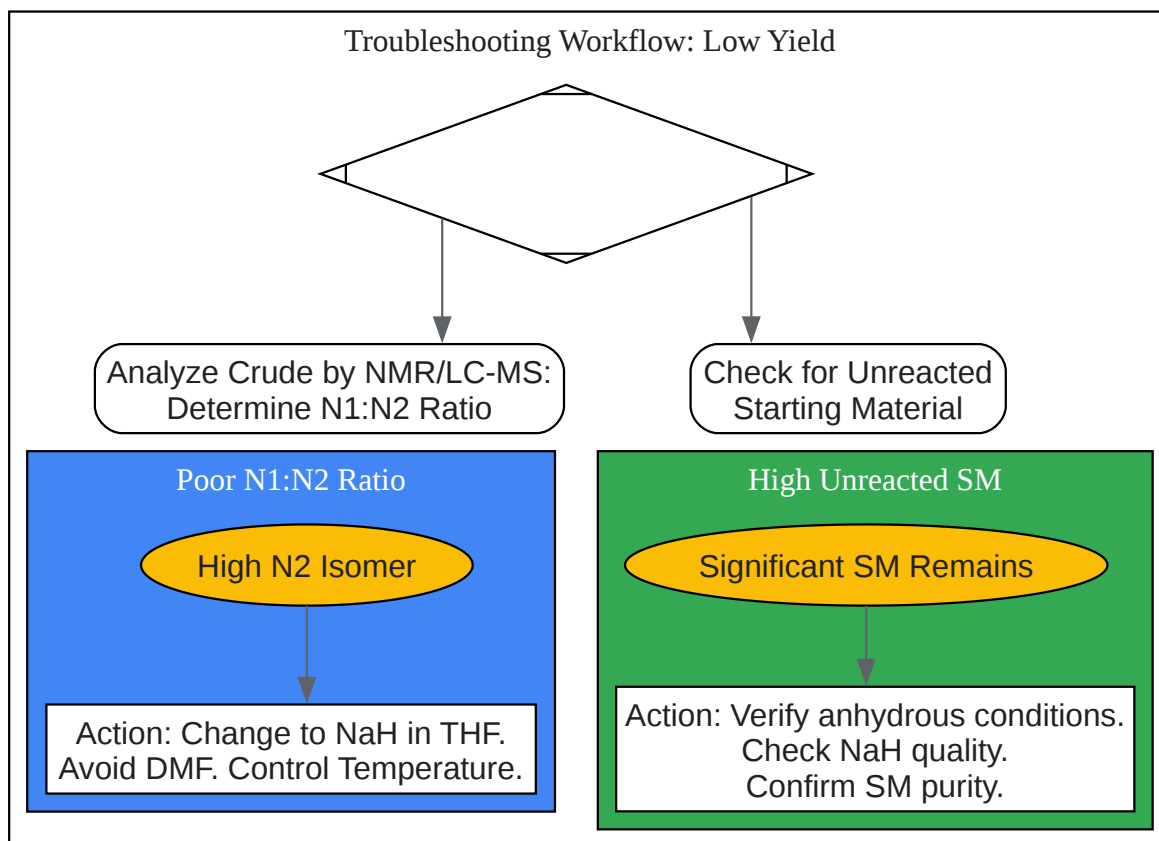 Troubleshooting Workflow: Low Yield
Analyze Crude by NMR/LC-MS:
Determine N1:N2 Ratio
Check for Unreacted
Starting Material
Poor N1:N2 Ratio
High N2 Isomer
Action: Change to NaH in THF.
Avoid DMF. Control Temperature.
High Unreacted SM
Significant SM Remains
Action: Verify anhydrous conditions.
Check NaH quality.
Confirm SM purity.